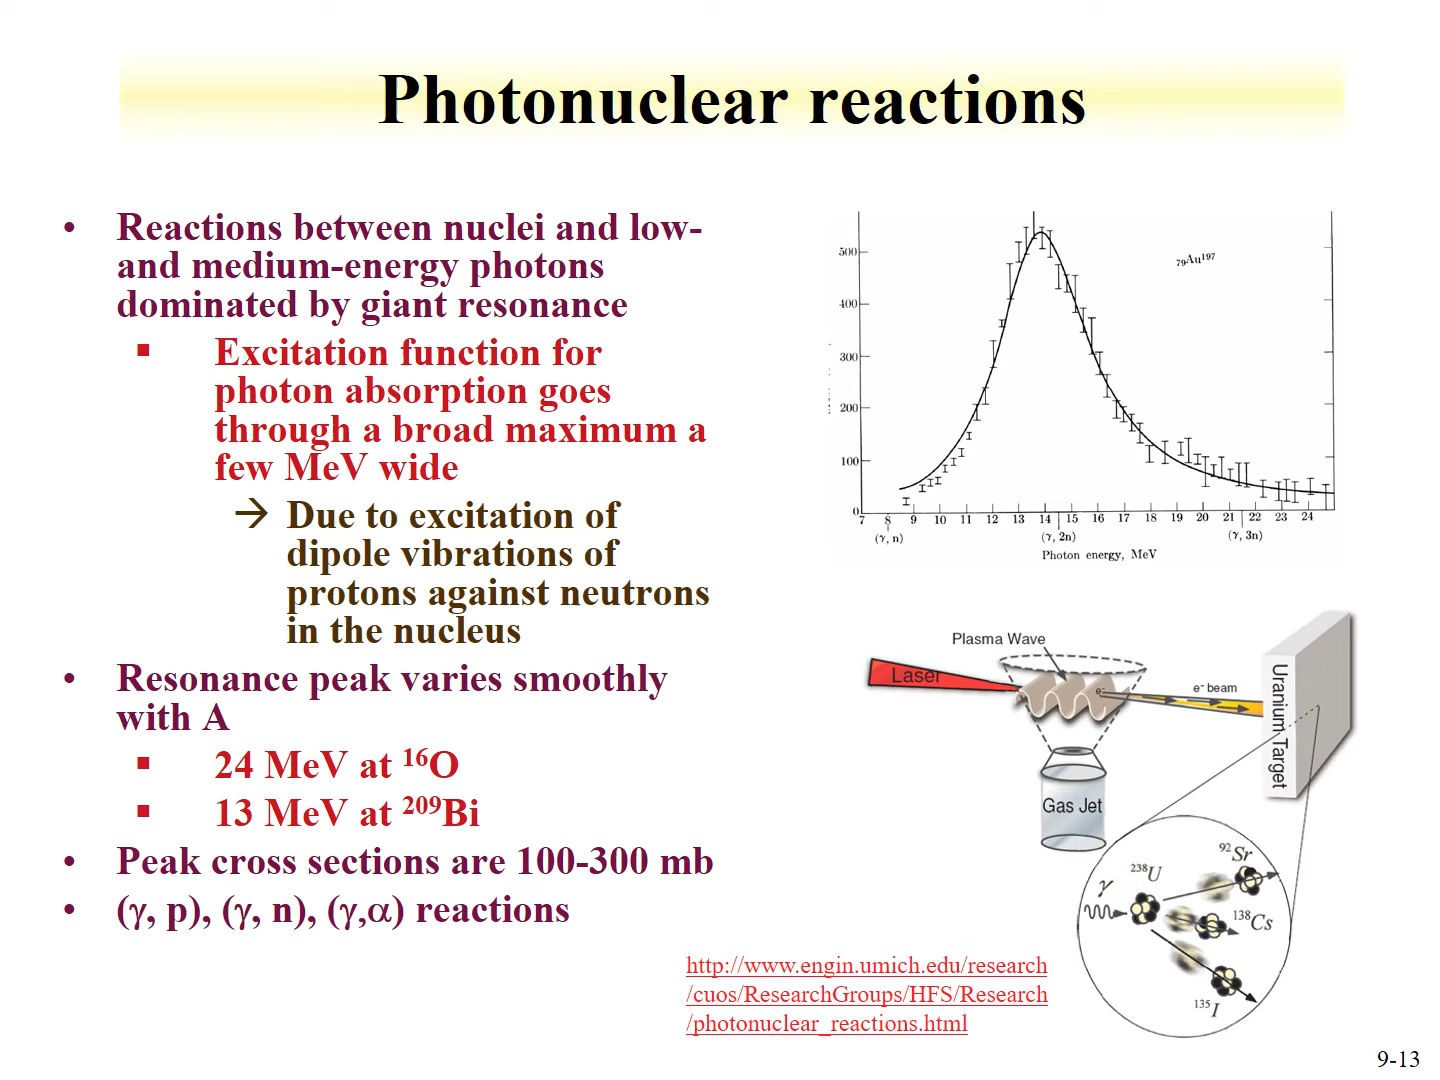 Photonuclear reactions
• Reactions between nuclei and low-
and medium-energy photons
dominated by giant resonance
▪ Excitation function for
photon absorption goes
through a broad maximum a
few MeV wide
→ Due to excitation of
dipole vibrations of
protons against neutrons
in the nucleus
• Resonance peak varies smoothly
with A
▪ 24 MeV at ¹⁶O
▪ 13 MeV at ²⁰⁹Bi
• Peak cross sections are 100-300 mb
• (γ, p), (γ, n), (γ,α) reactions
₇₉Au¹⁹⁷
500
400
300
200
100
0
7 8 9 10 11 12 13 14 15 16 17 18 19 20 21 22 23 24
(γ, n) (γ, 2n) (γ, 3n)
Photon energy, MeV
Plasma Wave
Laser
e⁻
e⁻ beam
Uranium Target
Gas Jet
γ
²³⁸U
⁹²Sr
¹³⁸Cs
¹³⁵I
http://www.engin.umich.edu/research
/cuos/ResearchGroups/HFS/Research
/photonuclear_reactions.html
9-13